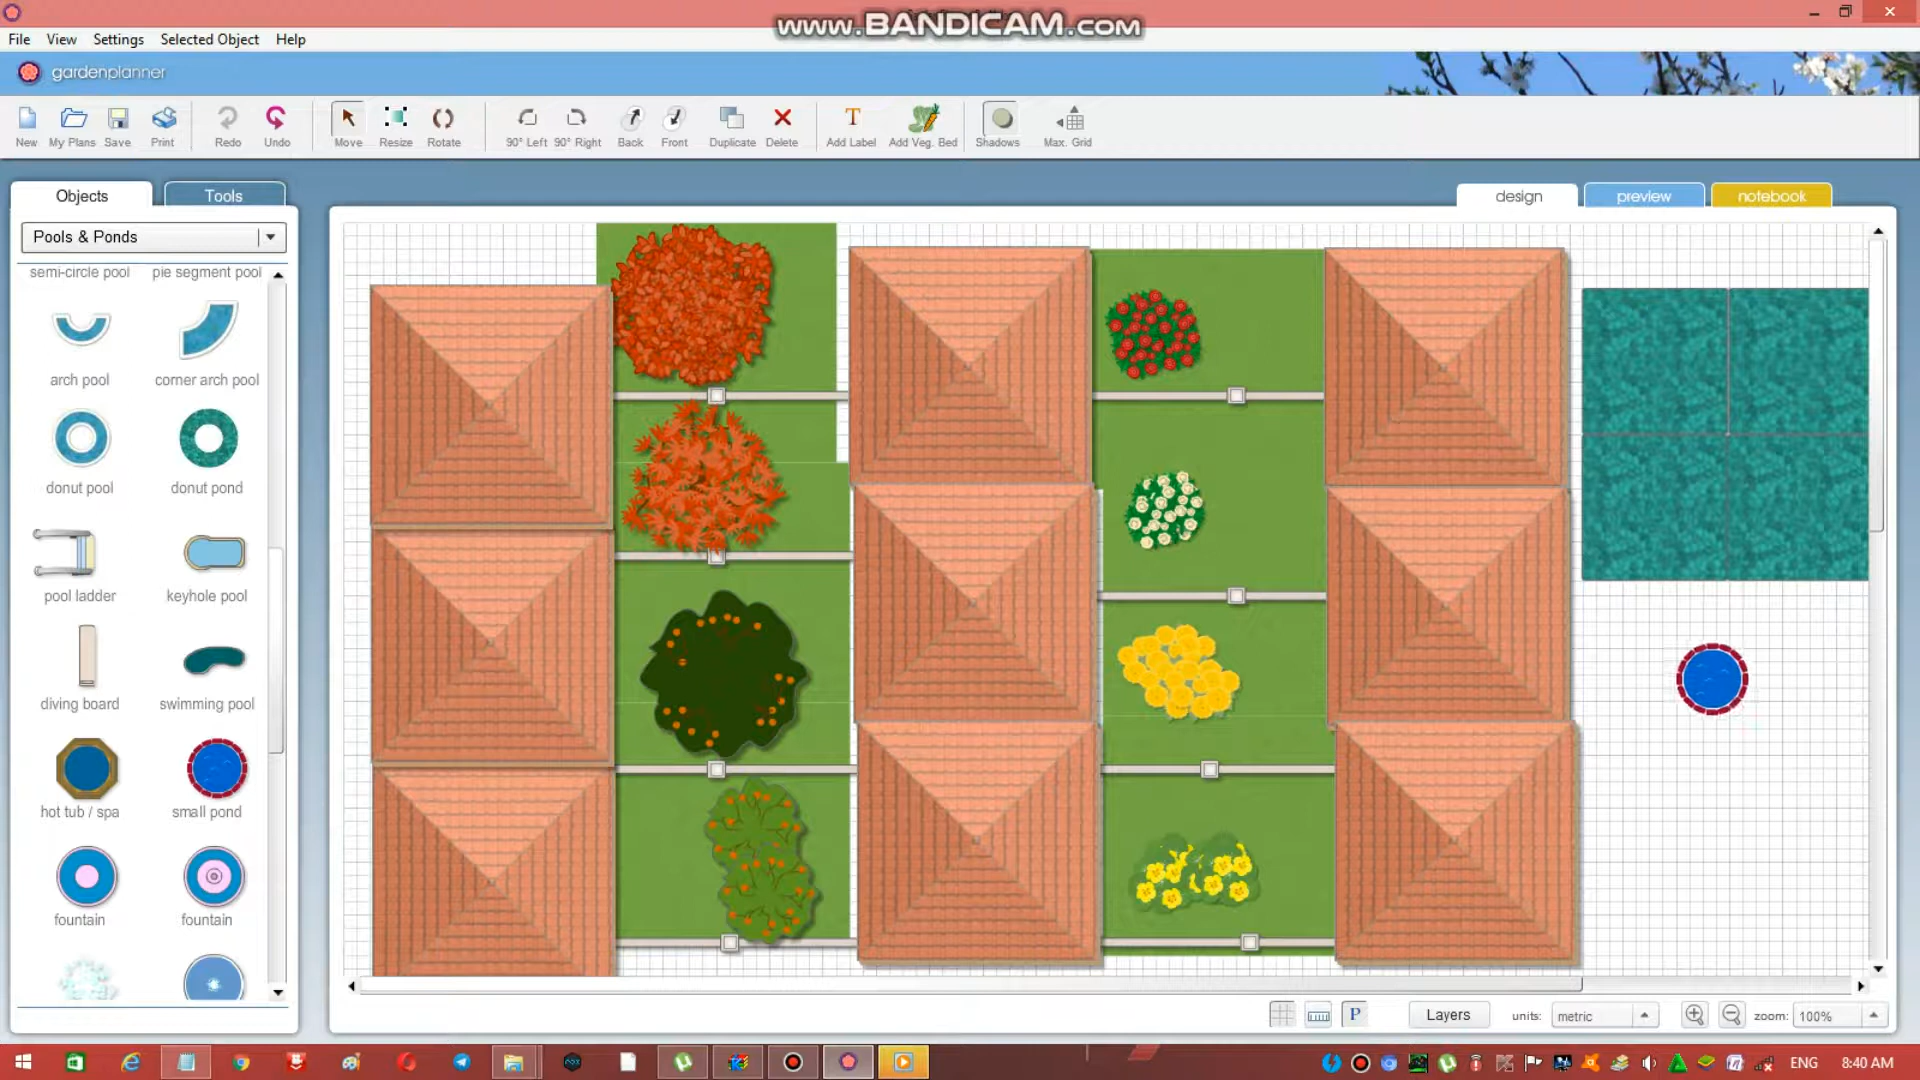 www.BANDICAM.com
File View Settings Selected Object Help
gardenplanner
New My Plans Save Print Redo Undo Move Resize Rotate 90° Left 90° Right Back Front Duplicate Delete Add Label Add Veg. Bed Shadows Max. Grid
Objects Tools design preview notebook
Pools & Ponds
semi-circle pool pie segment pool
arch pool corner arch pool
donut pool donut pond
pool ladder keyhole pool
diving board swimming pool
hot tub / spa small pond
fountain fountain
P Layers units: metric zoom: 100%
ENG 8:40 AM